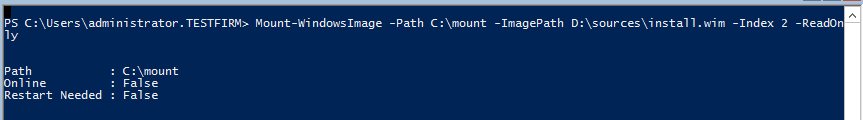 PS C:\Users\administrator.TESTFIRM> Mount-WindowsImage -Path C:\mount -ImagePath D:\sources\install.wim -Index 2 -ReadOn
ly
Path          : C:\mount
Online        : False
Restart Needed : False